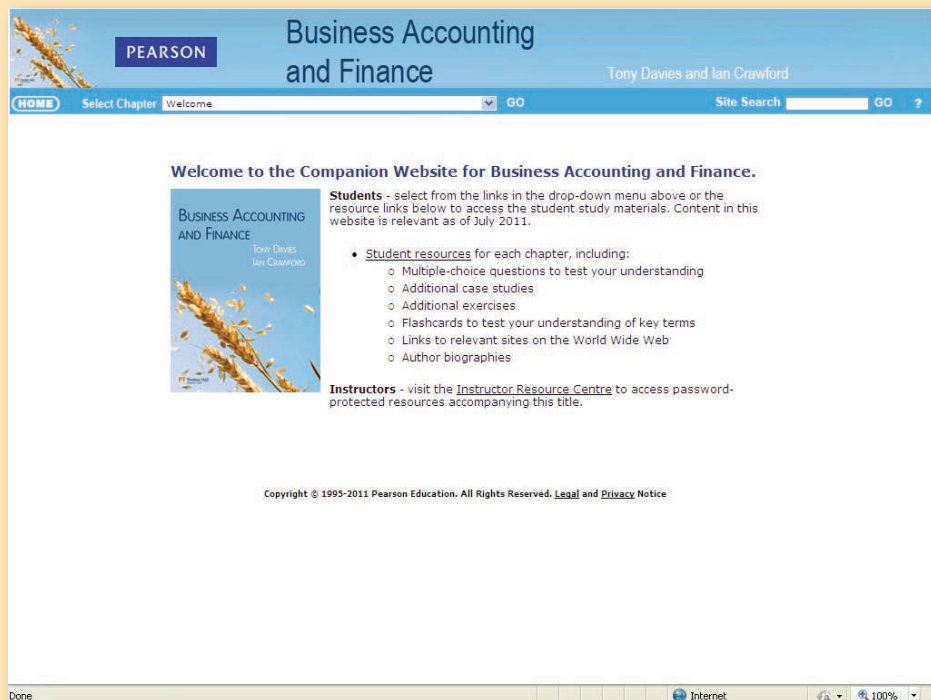 PEARSON
Business Accounting
and Finance
Tony Davies and Ian Crawford
HOME Select Chapter Welcome GO Site Search GO ?
Welcome to the Companion Website for Business Accounting and Finance.
BUSINESS ACCOUNTING
AND FINANCE
TONY DAVIES
IAN CRAWFORD
Students - select from the links in the drop-down menu above or the
resource links below to access the student study materials. Content in this
website is relevant as of July 2011.
• Student resources for each chapter, including:
○ Multiple-choice questions to test your understanding
○ Additional case studies
○ Additional exercises
○ Flashcards to test your understanding of key terms
○ Links to relevant sites on the World Wide Web
○ Author biographies
Instructors - visit the Instructor Resource Centre to access password-
protected resources accompanying this title.
Copyright © 1995-2011 Pearson Education. All Rights Reserved. Legal and Privacy Notice
Done Internet 100%